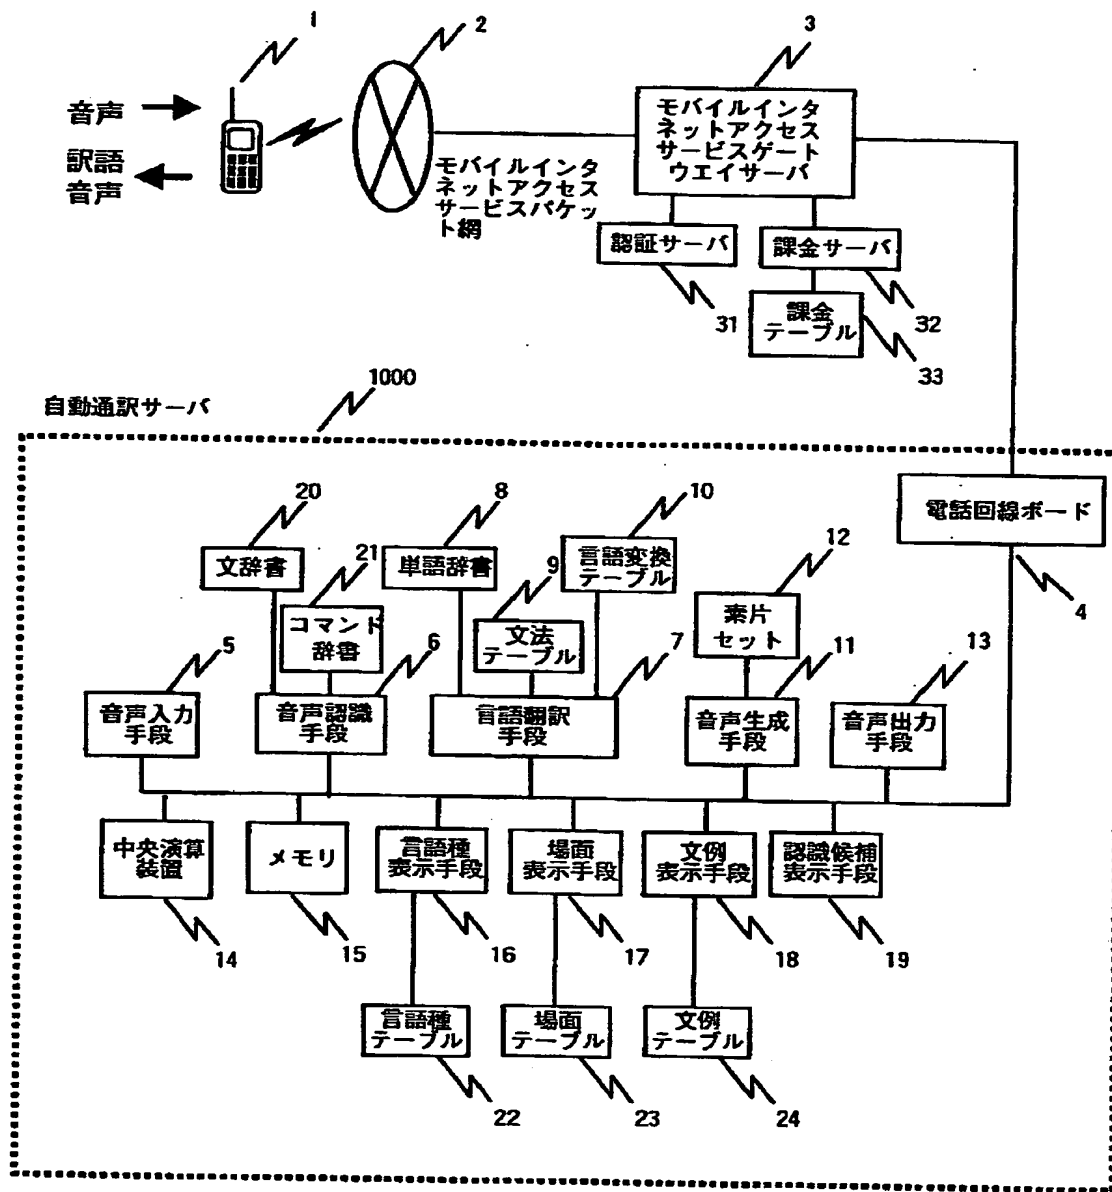 1
2
3
音声
訳語
音声
モバイルインタ
ネットアクセス
サービスパケッ
ト網
モバイルインタ
ネットアクセス
サービスゲート
ウエイサーバ
認証サーバ
課金サーバ
31
課金
テーブル
32
33
1000
自動通訳サーバ
電話回線ボード
4
20
8
10
文辞書
21
単語辞書
9
言語変換
テーブル
12
コマンド
辞書
文法
テーブル
素片
セット
5
6
7
11
13
音声入力
手段
音声認識
手段
言語翻訳
手段
音声生成
手段
音声出力
手段
中央演算
装置
メモリ
言語種
表示手段
場面
表示手段
文例
表示手段
認識候補
表示手段
14
15
16
17
18
19
言語種
テーブル
場面
テーブル
文例
テーブル
22
23
24